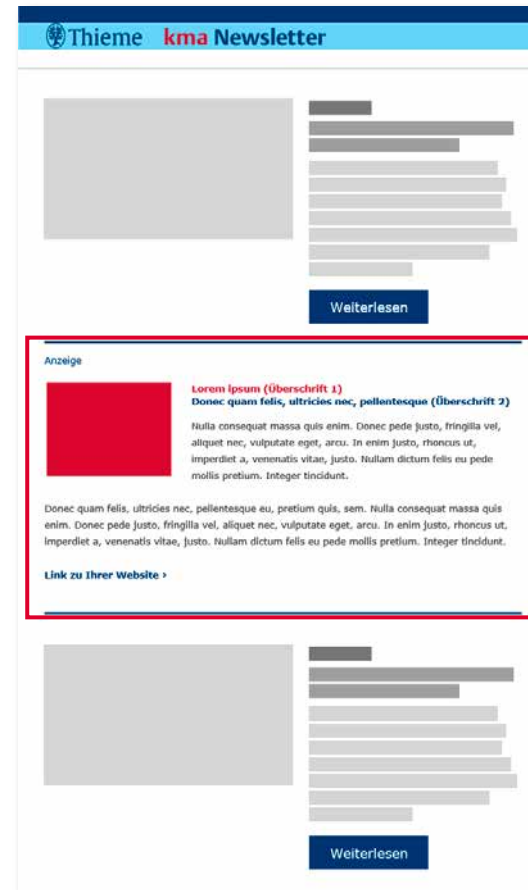 Thieme kma Newsletter
Weiterlesen
Anzeige
Lorem ipsum (Überschrift 1)
Donec quam felis, ultricies nec, pellentesque (Überschrift 2)
Nulla consequat massa quis enim. Donec pede justo, fringilla vel,
aliquet nec, vulputate eget, arcu. In enim justo, rhoncus ut,
imperdiet a, venenatis vitae, justo. Nullam dictum felis eu pede
mollis pretium. Integer tincidunt.
Donec quam felis, ultricies nec, pellentesque eu, pretium quis, sem. Nulla consequat massa quis
enim. Donec pede justo, fringilla vel, aliquet nec, vulputate eget, arcu. In enim justo, rhoncus ut,
imperdiet a, venenatis vitae, justo. Nullam dictum felis eu pede mollis pretium. Integer tincidunt.
Link zu Ihrer Website ›
Weiterlesen